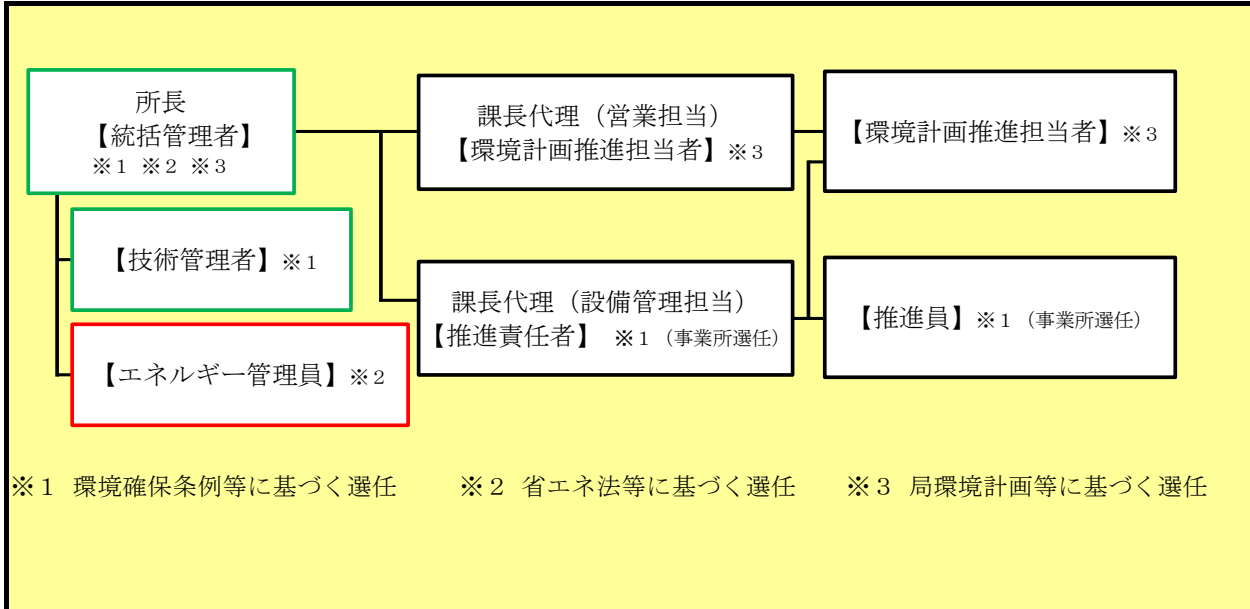 所長
【統括管理者】
※1 ※2 ※3
【技術管理者】※1
【エネルギー管理員】※2
課長代理（営業担当）
【環境計画推進担当者】※3
課長代理（設備管理担当）
【推進責任者】 ※1（事業所選任）
【環境計画推進担当者】※3
【推進員】※1（事業所選任）
※1 環境確保条例等に基づく選任 ※2 省エネ法等に基づく選任 ※3 局環境計画等に基づく選任